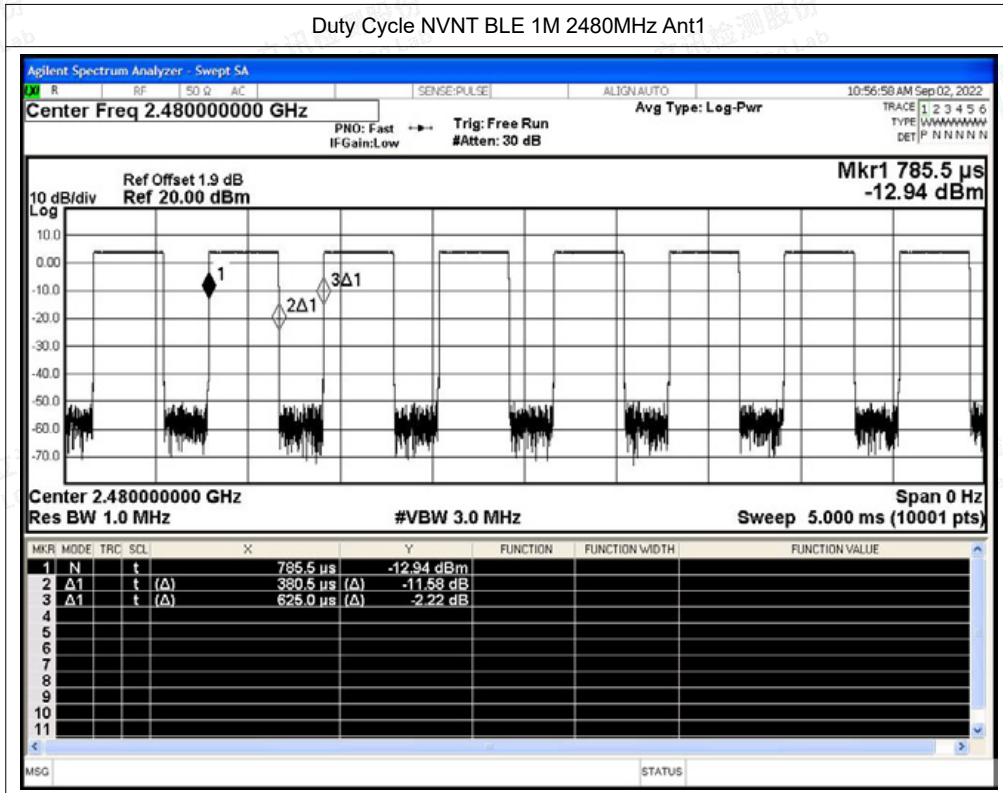 Duty Cycle NVNT BLE 1M 2480MHz Ant1
Agilent Spectrum Analyzer - Swept SA
R RF 50 Ω AC SENSE:PULSE ALIGN AUTO 10:56:58 AM Sep 02, 2022
Center Freq 2.480000000 GHz Avg Type: Log-Pwr TRACE 1 2 3 4 5 6
PNO: Fast Trig: Free Run TYPE WWWWWW
IFGain:Low #Atten: 30 dB DET P N N N N N
Mkr1 785.5 µs
Ref Offset 1.9 dB
10 dB/div Ref 20.00 dBm -12.94 dBm
Log
10.0
0.00
-10.0
-20.0
-30.0
-40.0
-50.0
-60.0
-70.0
1
2Δ1
3Δ1
Center 2.480000000 GHz Span 0 Hz
Res BW 1.0 MHz #VBW 3.0 MHz Sweep 5.000 ms (10001 pts)
MKR MODE TRC SCL X Y FUNCTION FUNCTION WIDTH FUNCTION VALUE
1 N t 785.5 µs -12.94 dBm
2 Δ1 t (Δ) 380.5 µs (Δ) -11.58 dB
3 Δ1 t (Δ) 625.0 µs (Δ) -2.22 dB
4
5
6
7
8
9
10
11
MSG STATUS